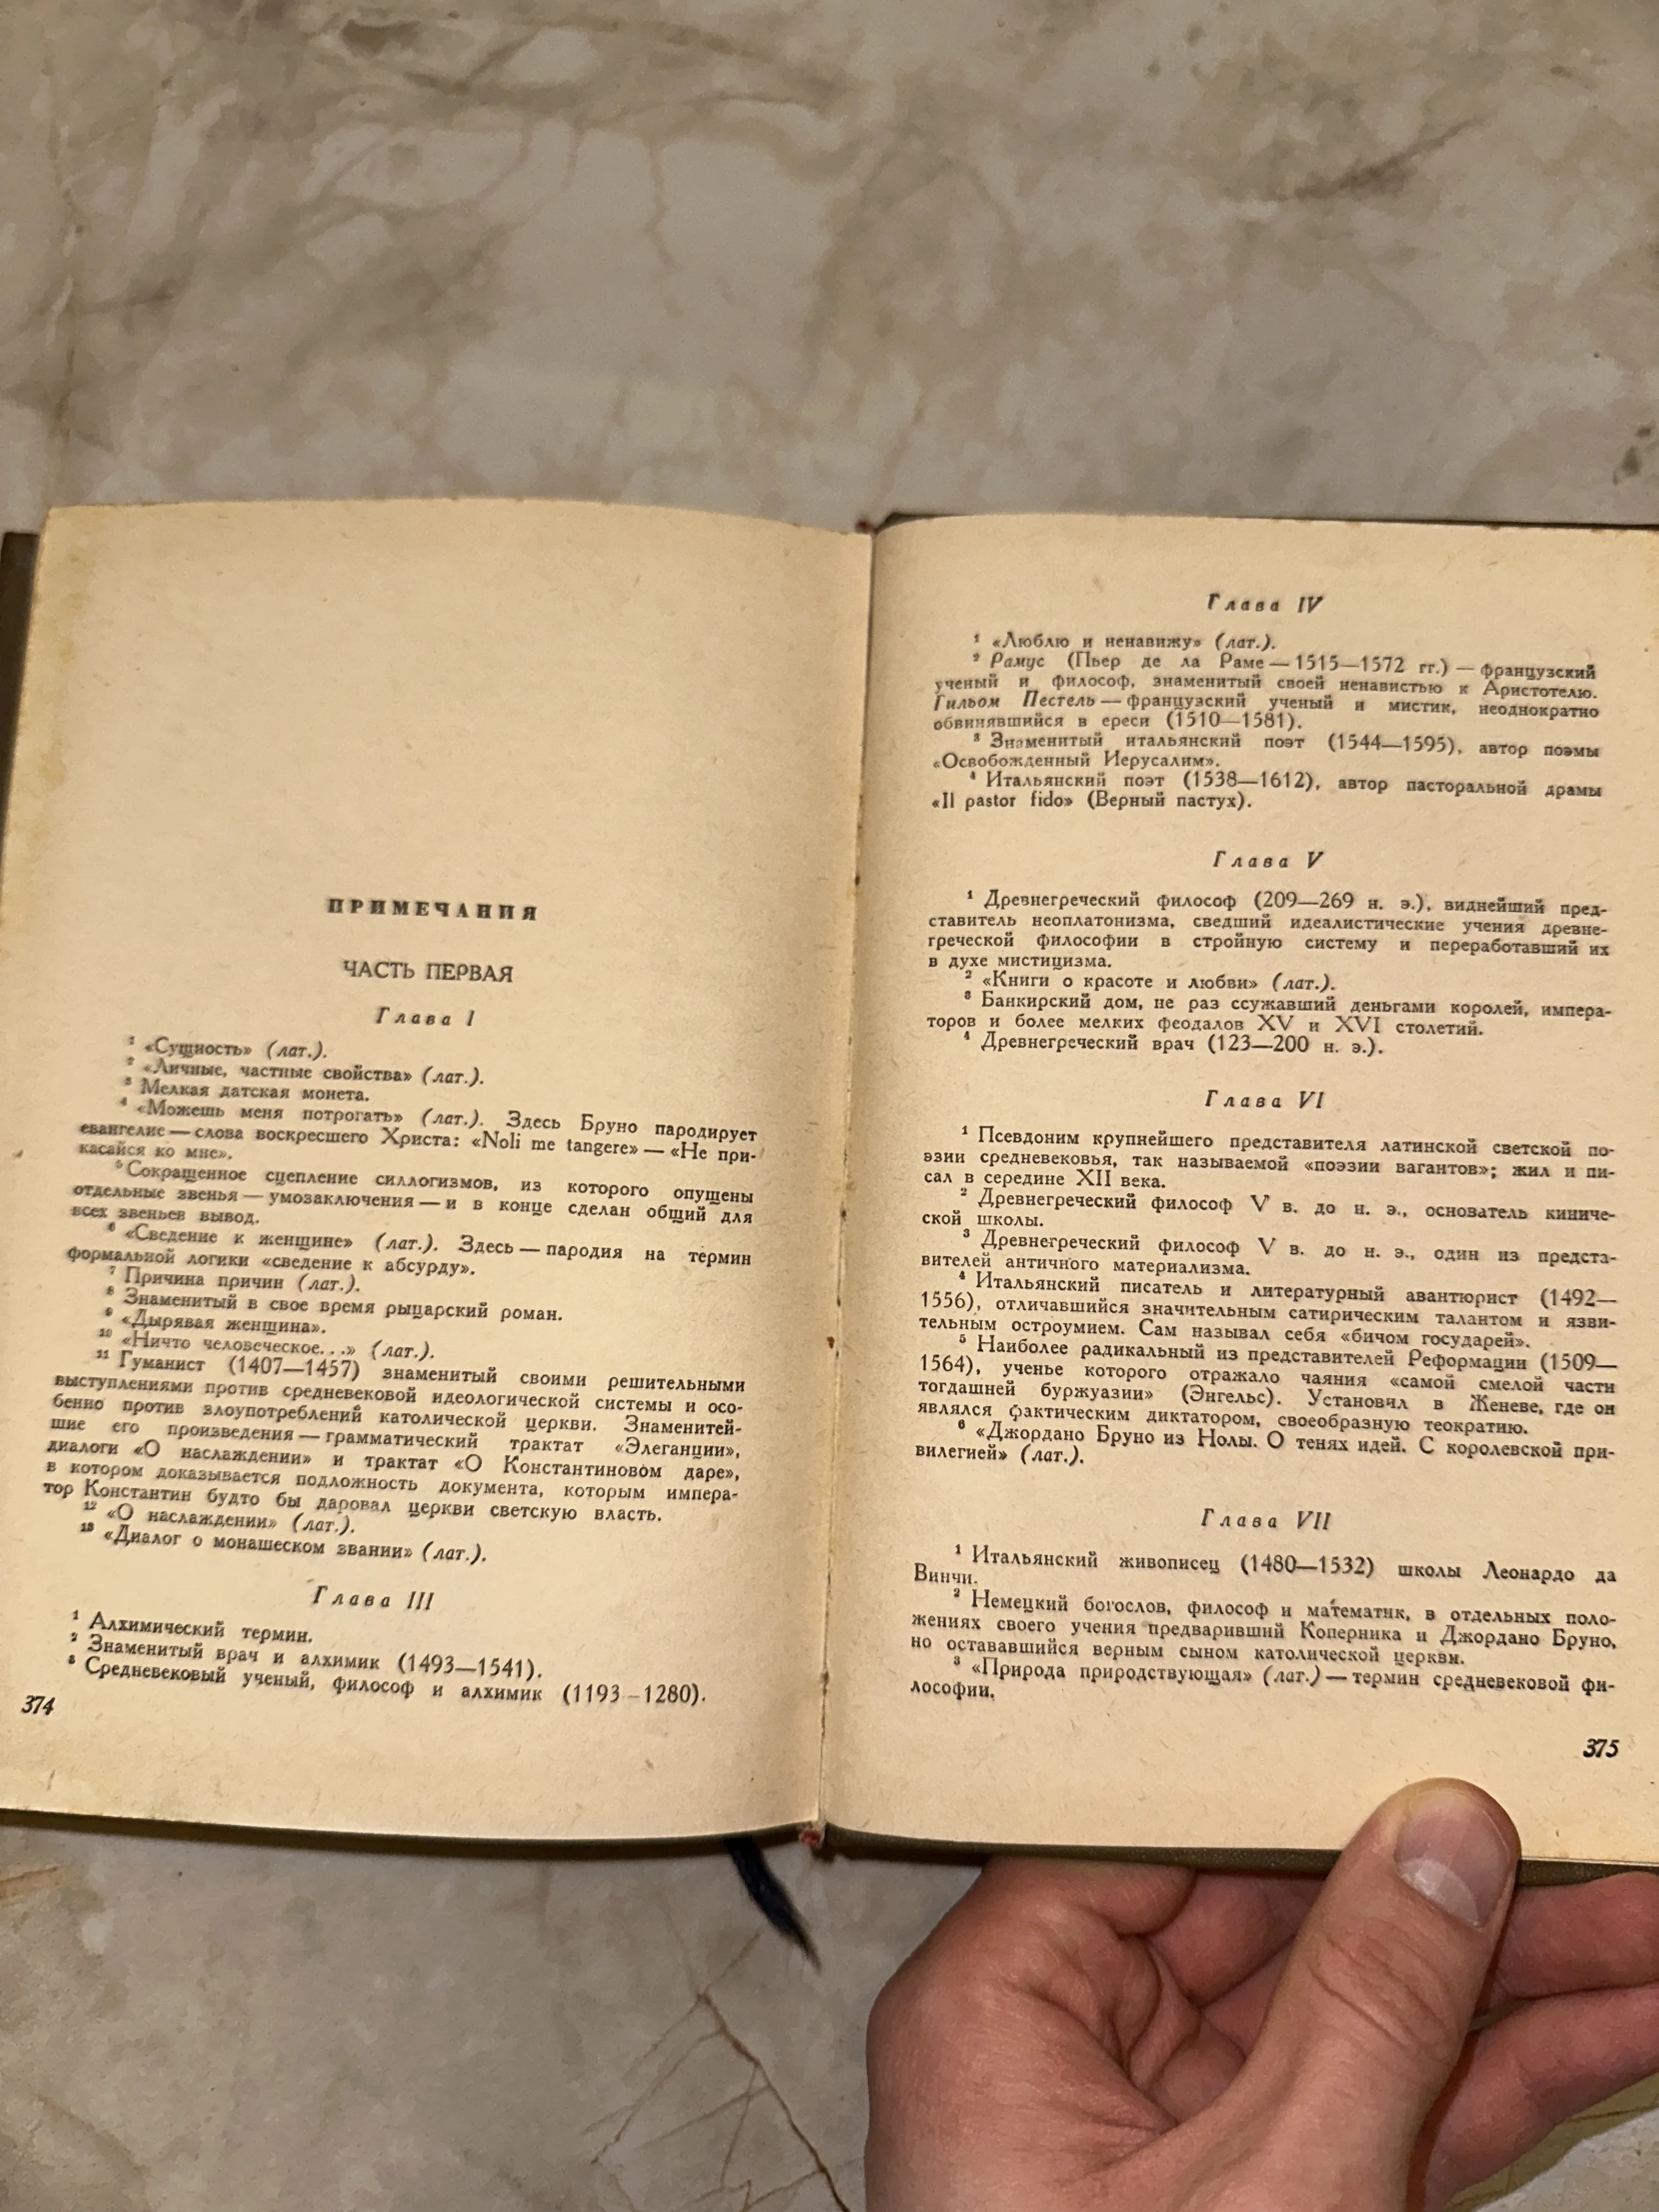 ПРИМЕЧАНИЯ
ЧАСТЬ ПЕРВАЯ
Глава I
¹ «Сущность» (лат.).
² «Личные, частные свойства» (лат.).
³ Мелкая датская монета.
⁴ «Можешь меня потрогать» (лат.). Здесь Бруно пародирует
евангелие — слова воскресшего Христа: «Noli me tangere» — «Не при-
касайся ко мне».
⁵ Сокращенное сцепление силлогизмов, из которого опущены
отдельные звенья — умозаключения — и в конце сделан общий для
всех звеньев вывод.
⁶ «Сведение к женщине» (лат.). Здесь — пародия на термин
формальной логики «сведение к абсурду».
⁷ Причина причин (лат.).
⁸ Знаменитый в свое время рыцарский роман.
⁹ «Дырявая женщина».
¹⁰ «Ничто человеческое...» (лат.).
¹¹ Гуманист (1407—1457) знаменитый своими решительными
выступлениями против средневековой идеологической системы и осо-
бенно против злоупотреблений католической церкви. Знаменитей-
шие его произведения — грамматический трактат «Элеганции»,
диалоги «О наслаждении» и трактат «О Константиновом даре»,
в котором доказывается подложность документа, которым импера-
тор Константин будто бы даровал церкви светскую власть.
¹² «О наслаждении» (лат.).
¹³ «Диалог о монашеском звании» (лат.).
Глава III
¹ Алхимический термин.
² Знаменитый врач и алхимик (1493—1541).
³ Средневековый ученый, философ и алхимик (1193—1280).
374
Глава IV
¹ «Люблю и ненавижу» (лат.).
² Рамус (Пьер де ла Раме — 1515—1572 гг.) — французский
ученый и философ, знаменитый своей ненавистью к Аристотелю.
Гильом Пестель — французский ученый и мистик, неоднократно
обвинявшийся в ереси (1510—1581).
³ Знаменитый итальянский поэт (1544—1595), автор поэмы
«Освобожденный Иерусалим».
⁴ Итальянский поэт (1538—1612), автор пасторальной драмы
«Il pastor fido» (Верный пастух).
Глава V
¹ Древнегреческий философ (209—269 н. э.), виднейший пред-
ставитель неоплатонизма, сведший идеалистические учения древне-
греческой философии в стройную систему и переработавший их
в духе мистицизма.
² «Книги о красоте и любви» (лат.).
³ Банкирский дом, не раз ссужавший деньгами королей, импера-
торов и более мелких феодалов XV и XVI столетий.
⁴ Древнегреческий врач (123—200 н. э.).
Глава VI
¹ Псевдоним крупнейшего представителя латинской светской по-
эзии средневековья, так называемой «поэзии вагантов»; жил и пи-
сал в середине XII века.
² Древнегреческий философ V в. до н. э., основатель киниче-
ской школы.
³ Древнегреческий философ V в. до н. э., один из предста-
вителей античного материализма.
⁴ Итальянский писатель и литературный авантюрист (1492—
1556), отличавшийся значительным сатирическим талантом и язви-
тельным остроумием. Сам называл себя «бичом государей».
⁵ Наиболее радикальный из представителей Реформации (1509—
1564), ученье которого отражало чаяния «самой смелой части
тогдашней буржуазии» (Энгельс). Установил в Женеве, где он
являлся фактическим диктатором, своеобразную теократию.
⁶ «Джордано Бруно из Нолы. О тенях идей. С королевской при-
вилегией» (лат.).
Глава VII
¹ Итальянский живописец (1480—1532) школы Леонардо да
Винчи.
² Немецкий богослов, философ и математик, в отдельных поло-
жениях своего учения предваривший Коперника и Джордано Бруно,
но остававшийся верным сыном католической церкви.
³ «Природа природствующая» (лат.) — термин средневековой фи-
лософии.
375